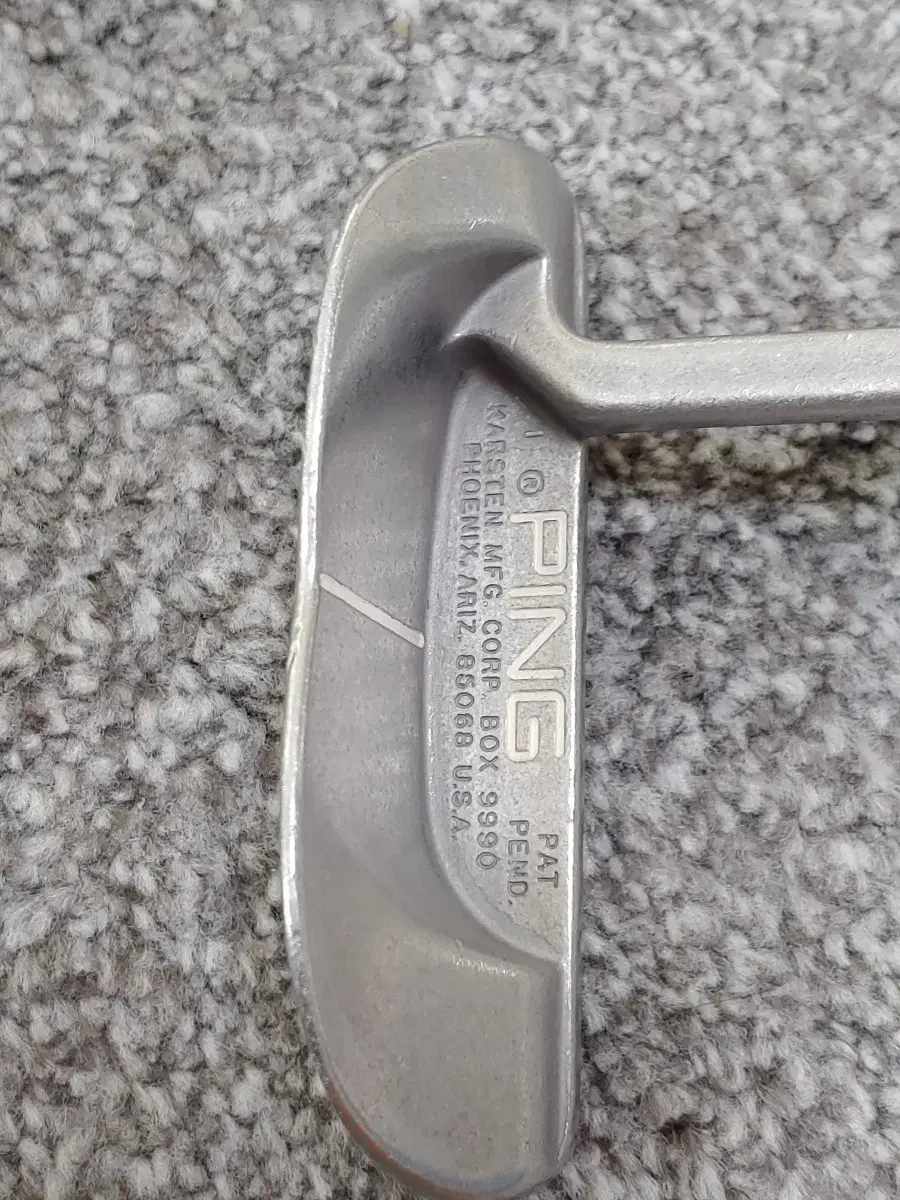 ® PING
PAT
PEND.
KARSTEN MFG. CORP. BOX 9990
PHOENIX, ARIZ. 85068 U.S.A.